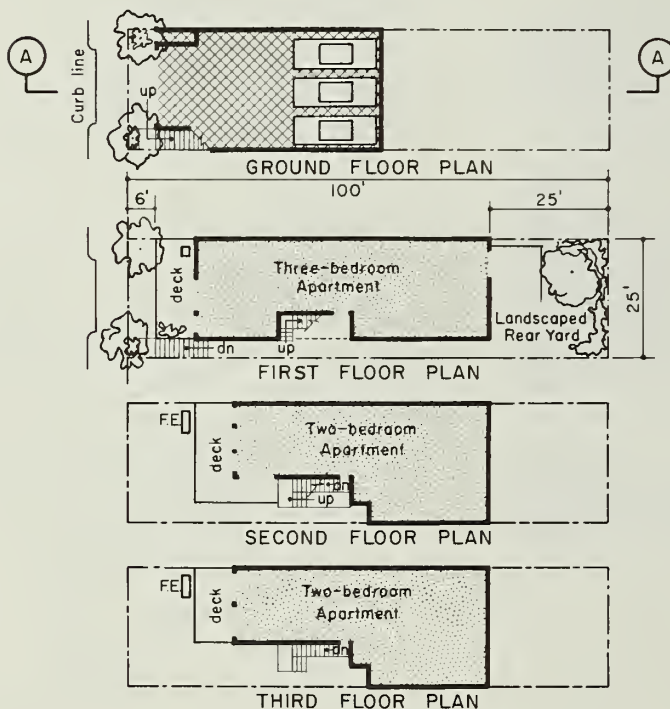 A
A
Curb line
up
GROUND FLOOR PLAN
100'
6'
25'
deck
Three-bedroom
Apartment
25'
Landscaped
Rear Yard
dn
up
FIRST FLOOR PLAN
F.E.
deck
Two-bedroom
Apartment
dn
up
SECOND FLOOR PLAN
F.E.
deck
Two-bedroom
Apartment
dn
THIRD FLOOR PLAN